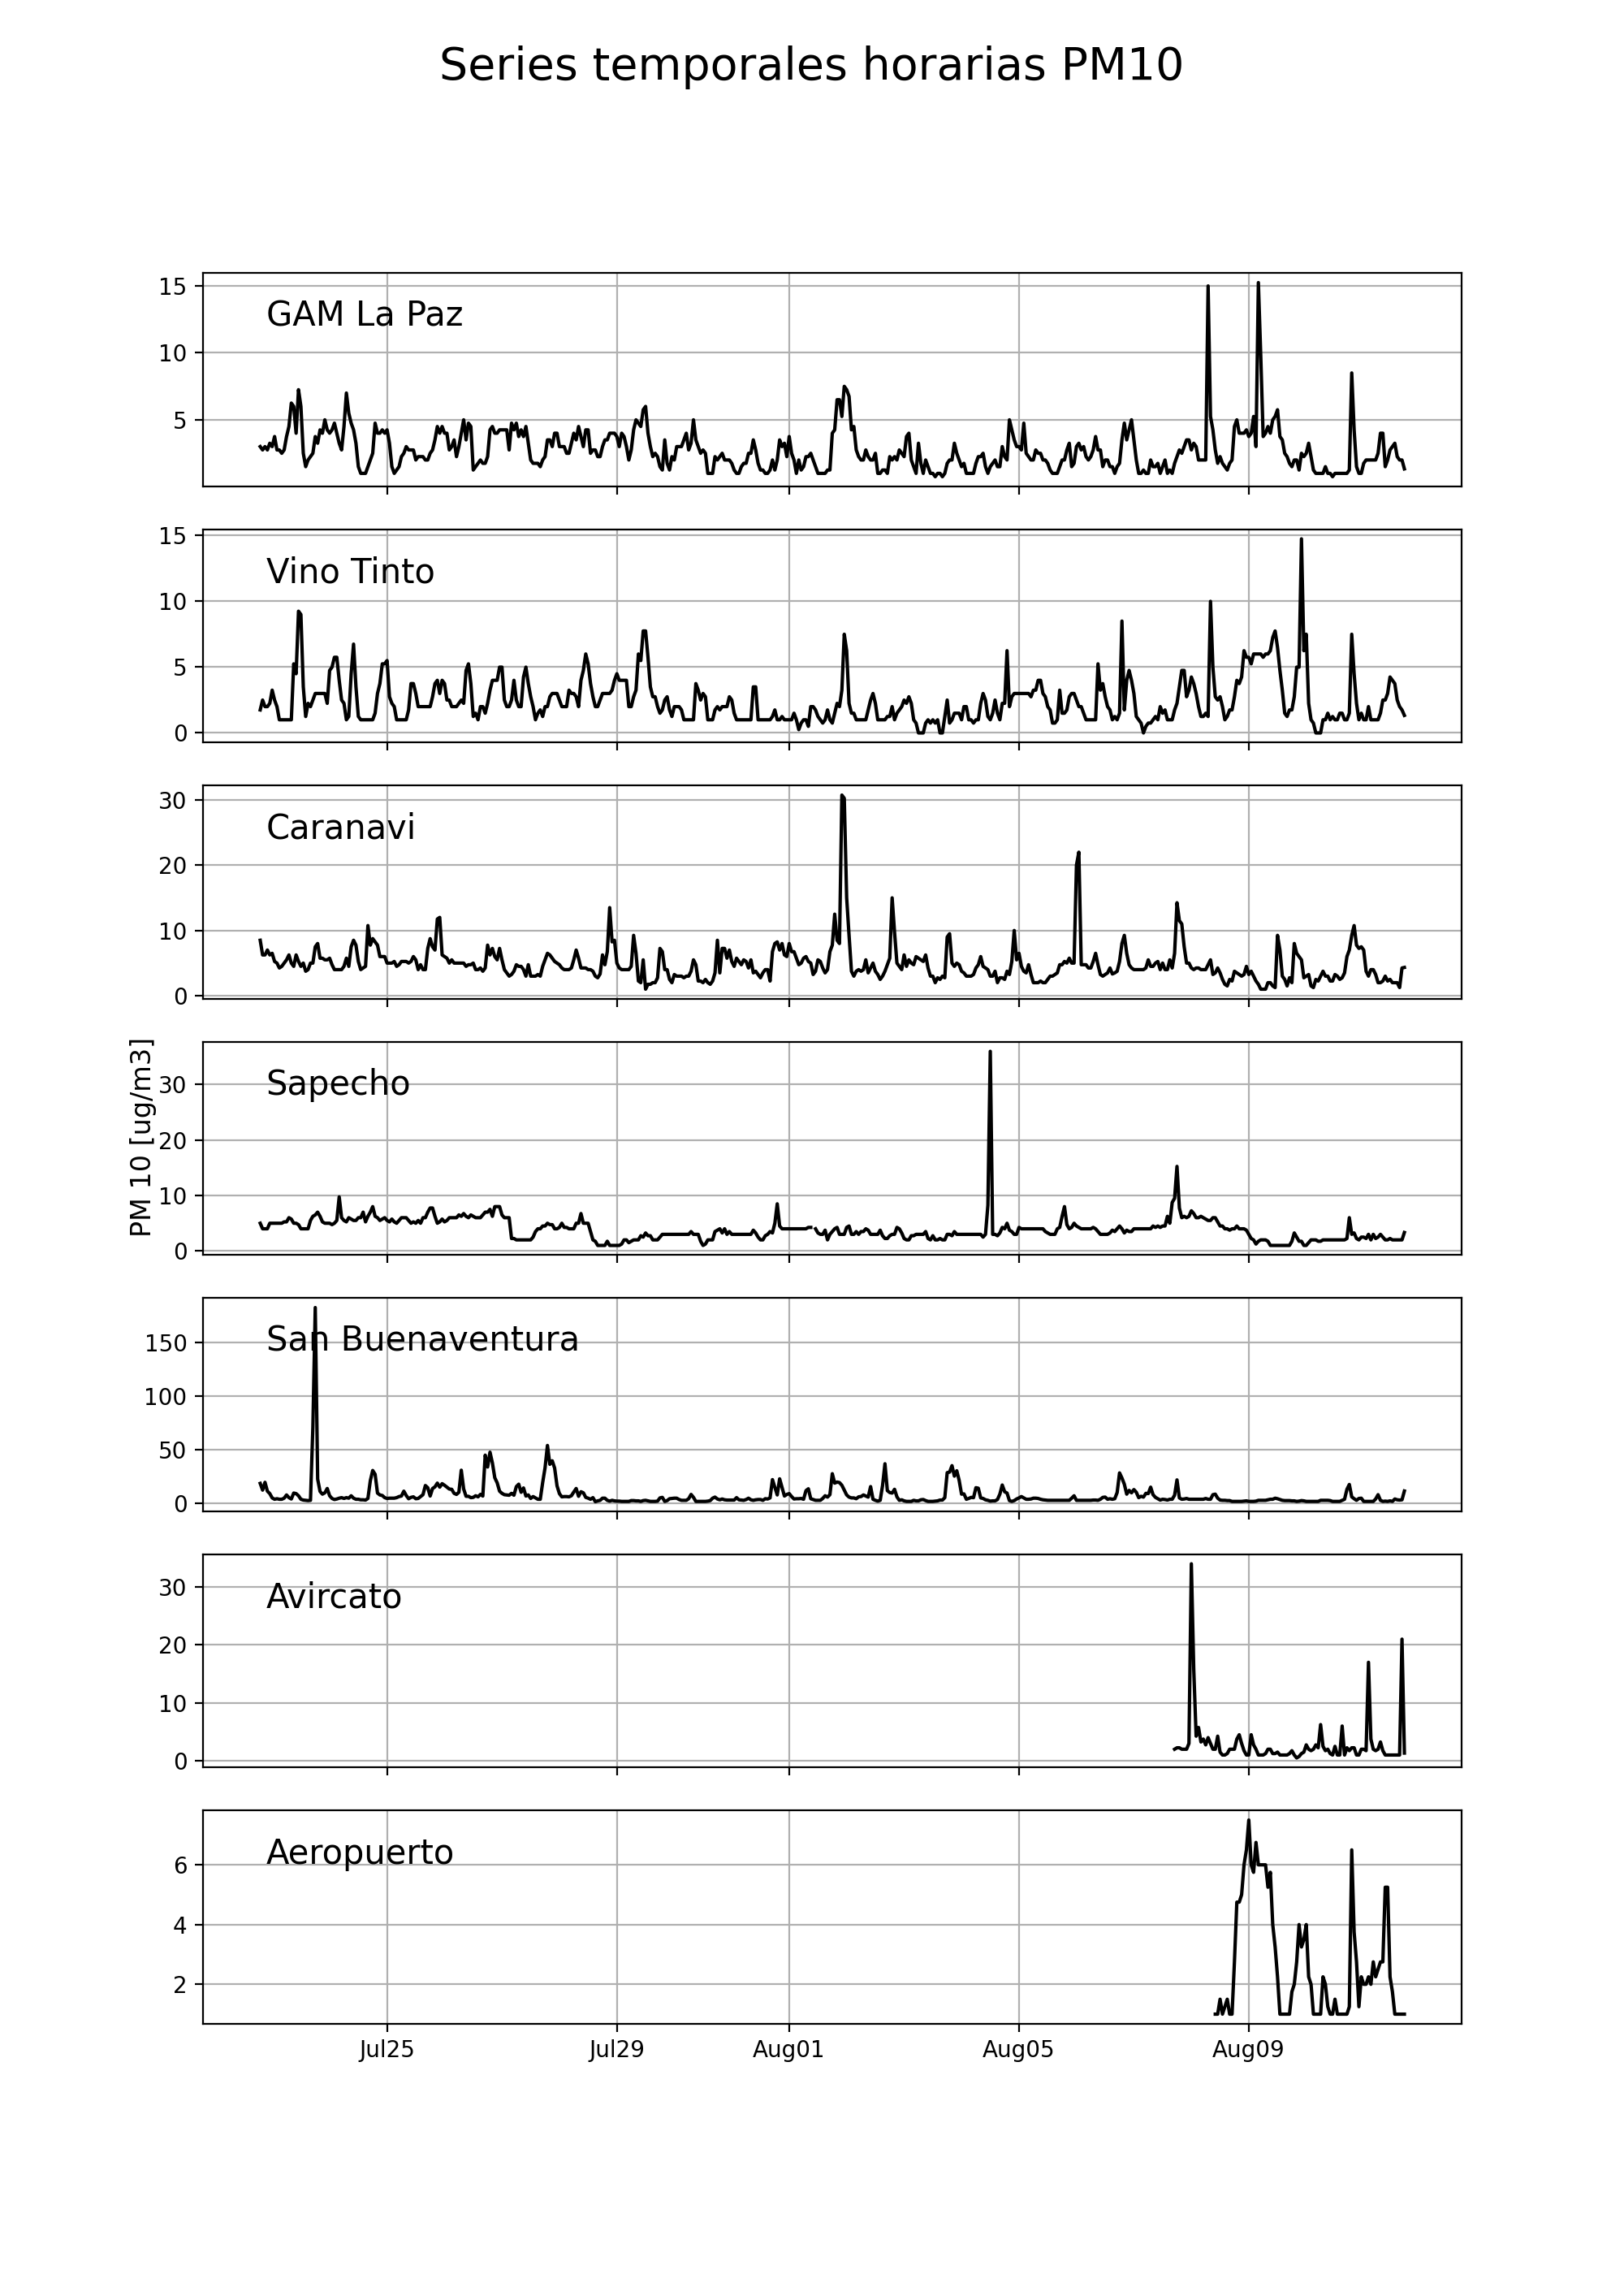 Series temporales horarias PM10
GAM La Paz
15
10
5
Vino Tinto
15
10
5
0
Caranavi
30
20
10
0
PM 10 [ug/m3]
Sapecho
30
20
10
0
San Buenaventura
150
100
50
0
Avircato
30
20
10
0
Aeropuerto
6
4
2
Jul25 Jul29 Aug01 Aug05 Aug09